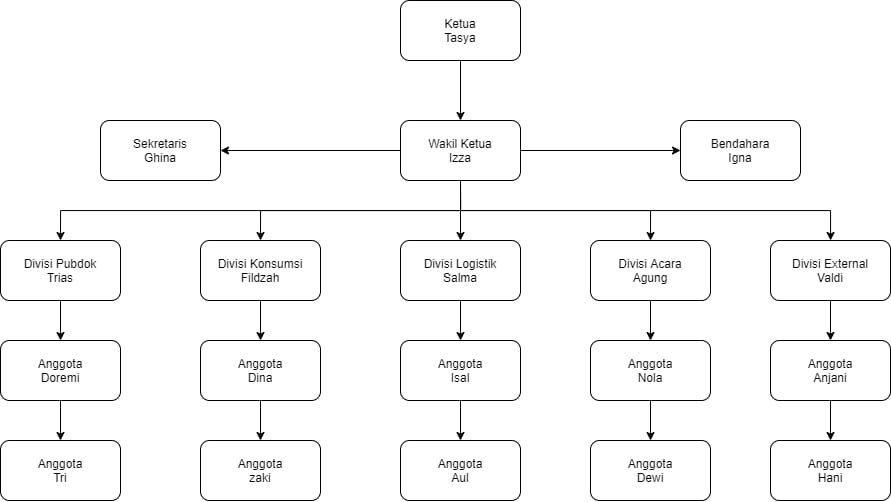 Ketua
Tasya
Sekretaris
Ghina
Wakil Ketua
Izza
Bendahara
Igna
Divisi Pubdok
Trias
Divisi Konsumsi
Fildzah
Divisi Logistik
Salma
Divisi Acara
Agung
Divisi External
Valdi
Anggota
Doremi
Anggota
Dina
Anggota
Isal
Anggota
Nola
Anggota
Anjani
Anggota
Tri
Anggota
zaki
Anggota
Aul
Anggota
Dewi
Anggota
Hani